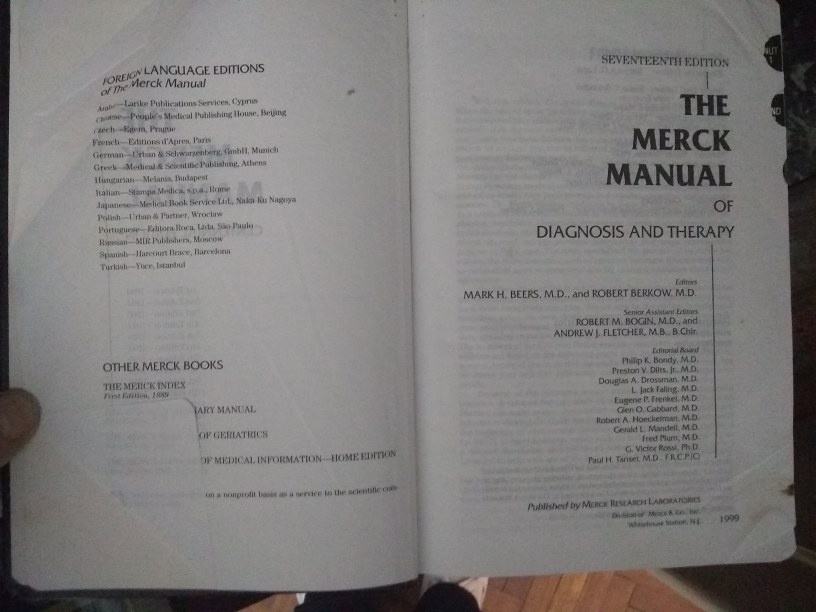 FOREIGN LANGUAGE EDITIONS
of The Merck Manual
Arabic—Larike Publications Services, Cyprus
Chinese—People's Medical Publishing House, Beijing
Czech—Egem, Prague
French—Editions d'Apres, Paris
German—Urban & Schwarzenberg, GmbH, Munich
Greek—Medical & Scientific Publishing, Athens
Hungarian—Melania, Budapest
Italian—Stampa Medica, s.p.a., Rome
Japanese—Medical Book Service Ltd., Naka-Ku Nagoya
Polish—Urban & Partner, Wroclaw
Portuguese—Editora Roca, Ltda, São Paulo
Russian—MIR Publishers, Moscow
Spanish—Harcourt Brace, Barcelona
Turkish—Yuce, Istanbul
OTHER MERCK BOOKS
THE MERCK INDEX
First Edition, 1889
ARY MANUAL
OF GERIATRICS
OF MEDICAL INFORMATION—HOME EDITION
on a nonprofit basis as a service to the scientific com
SEVENTEENTH EDITION
THE
MERCK
MANUAL
OF
DIAGNOSIS AND THERAPY
Editors
MARK H. BEERS, M.D., and ROBERT BERKOW, M.D.
Senior Assistant Editors
ROBERT M. BOGIN, M.D., and
ANDREW J. FLETCHER, M.B., B.Chir.
Editorial Board
Philip K. Bondy, M.D.
Preston V. Dilts, Jr., M.D.
Douglas A. Drossman, M.D.
L. Jack Faling, M.D.
Eugene P. Frenkel, M.D.
Glen O. Gabbard, M.D.
Robert A. Hoekelman, M.D.
Gerald L. Mandell, M.D.
Fred Plum, M.D.
G. Victor Rossi, Ph.D.
Paul H. Tanser, M.D., F.R.C.P.(C)
Published by MERCK RESEARCH LABORATORIES
Division of MERCK & CO., INC.
Whitehouse Station, N.J.
1999
NUT
ND